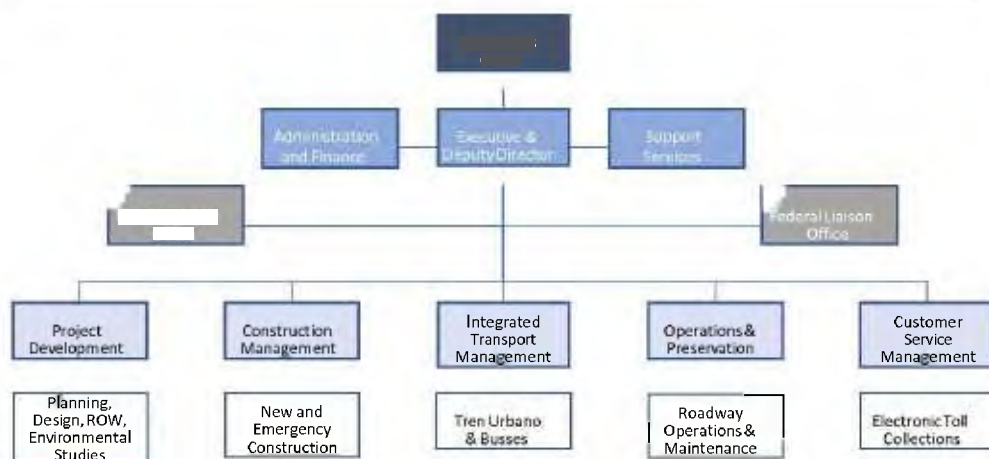 Administration
and Finance
Executive &
Deputy Director
Support
Services
Federal Liaison
Office
Project
Development
Construction
Management
Integrated
Transport
Management
Operations &
Preservation
Customer
Service
Management
Planning,
Design, ROW,
Environmental
Studies
New and
Emergency
Construction
Tren Urbano
& Busses
Roadway
Operations &
Maintenance
Electronic Toll
Collections